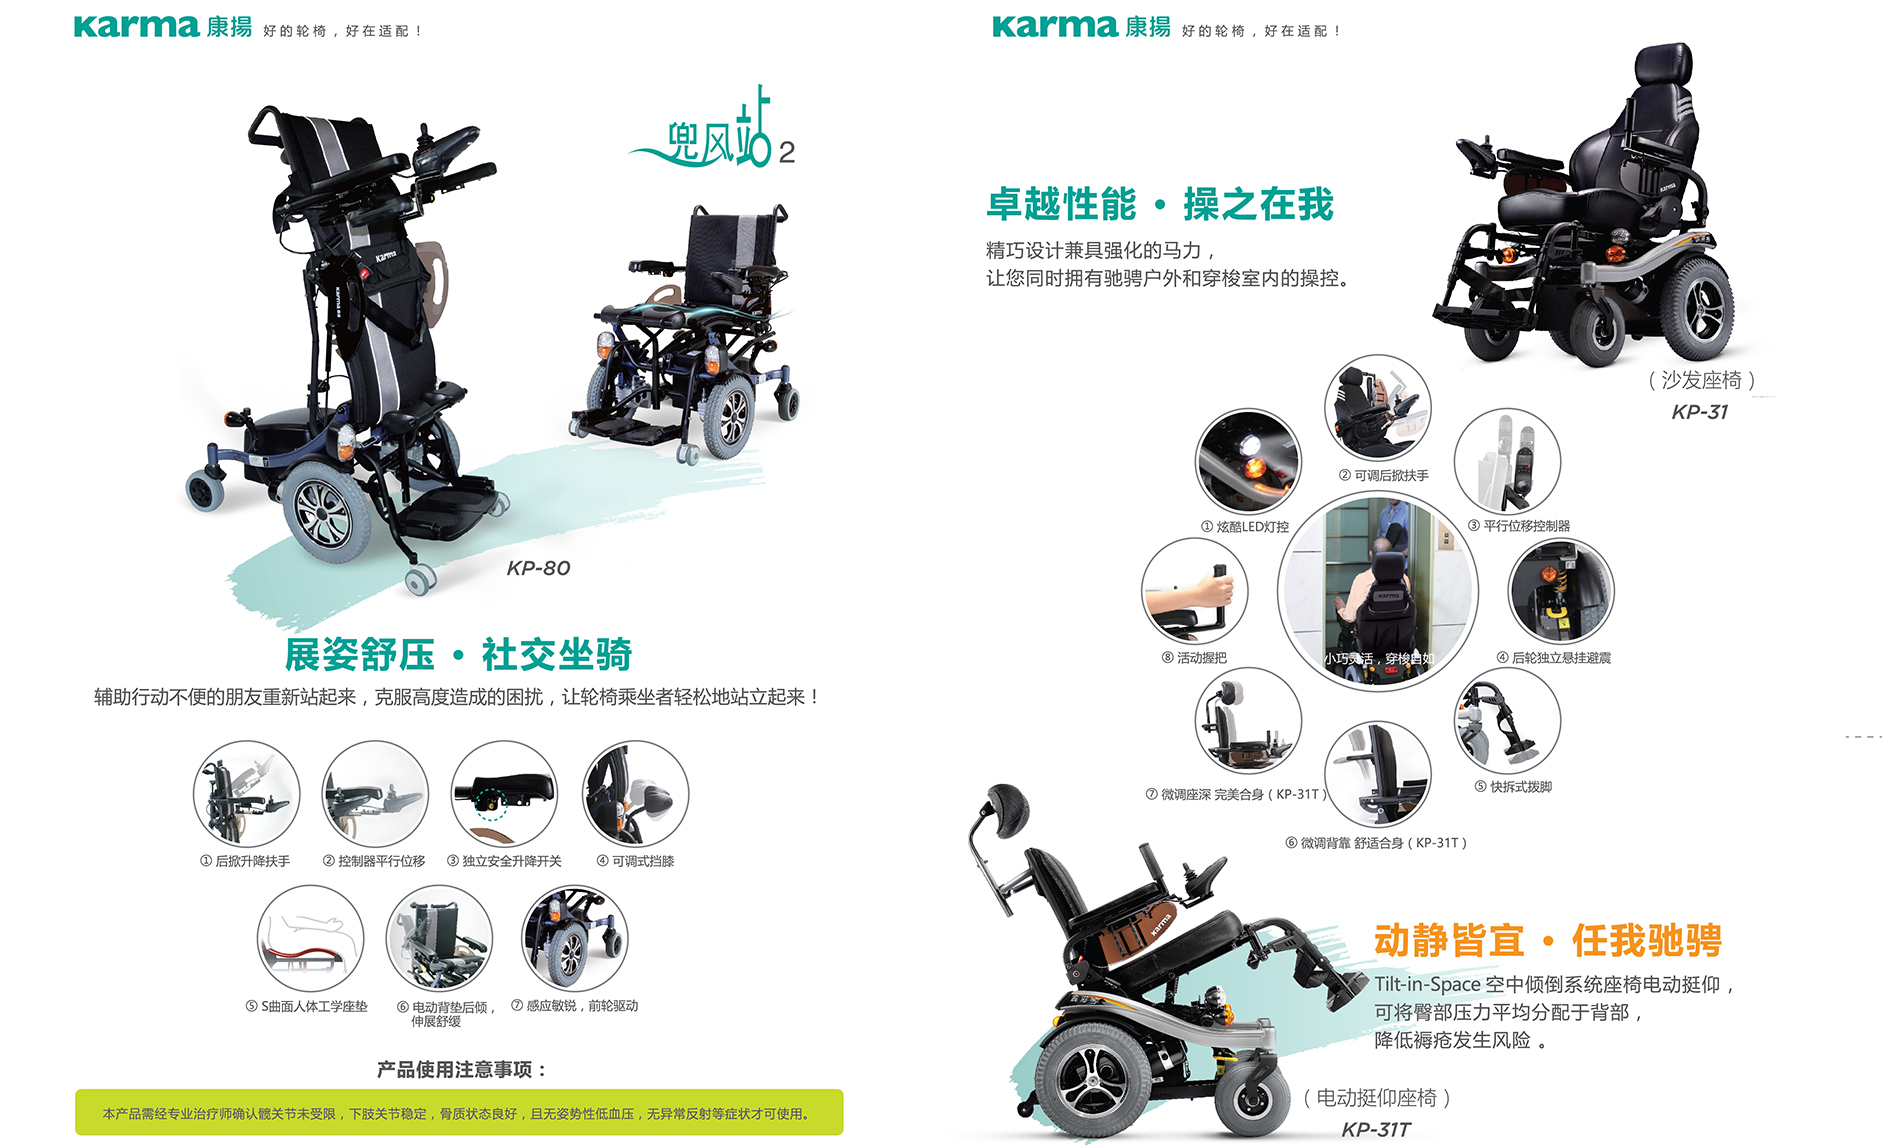 Karma 康揚 好的轮椅，好在适配！
兜风站2
KP-80
展姿舒压・社交坐骑
辅助行动不便的朋友重新站起来，克服高度造成的困扰，让轮椅乘坐者轻松地站立起来！
① 后掀升降扶手
② 控制器平行位移
③ 独立安全升降开关
④ 可调式挡膝
⑤ S曲面人体工学座垫
⑥ 电动背垫后倾，
伸展舒缓
⑦ 感应敏锐，前轮驱动
产品使用注意事项：
本产品需经专业治疗师确认髋关节未受限，下肢关节稳定，骨质状态良好，且无姿势性低血压，无异常反射等症状才可使用。
Karma 康揚 好的轮椅，好在适配！
卓越性能・操之在我
精巧设计兼具强化的马力，
让您同时拥有驰骋户外和穿梭室内的操控。
（沙发座椅）
KP-31
① 炫酷LED灯控
② 可调后掀扶手
③ 平行位移控制器
④ 后轮独立悬挂避震
⑤ 快拆式拨脚
⑥ 微调背靠 舒适合身（KP-31T）
⑦ 微调座深 完美合身（KP-31T）
⑧ 活动握把
小巧灵活，穿梭自如
动静皆宜・任我驰骋
Tilt-in-Space 空中倾倒系统座椅电动挺仰，
可将臀部压力平均分配于背部，
降低褥疮发生风险 。
（电动挺仰座椅）
KP-31T
karma
karma
karma
karma
karma